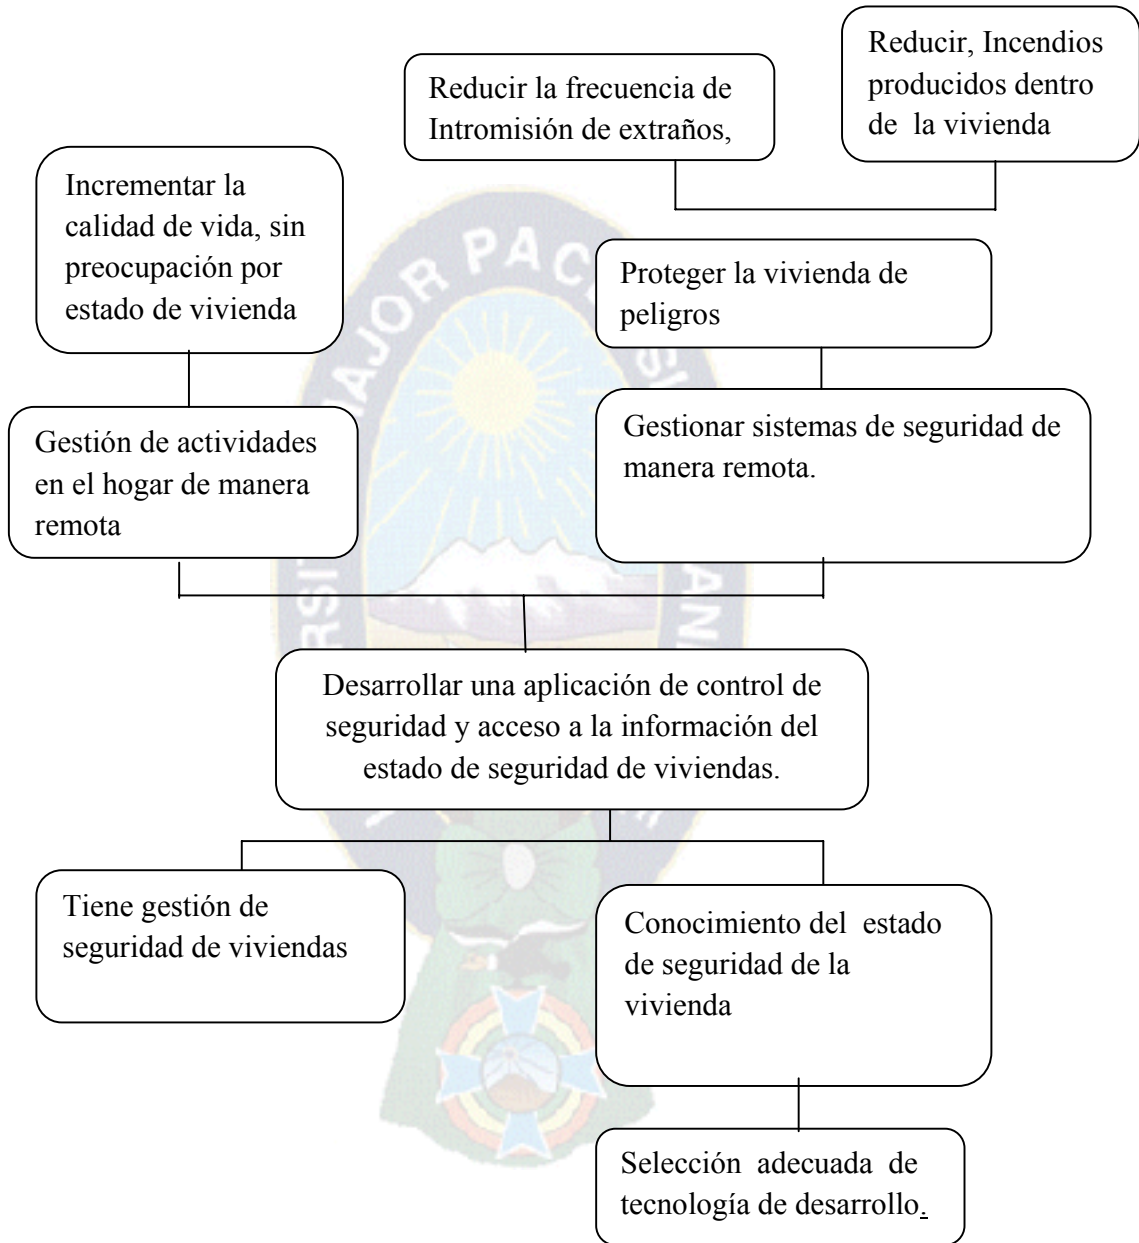 Reducir, Incendios
producidos dentro
de la vivienda
Reducir la frecuencia de
Intromisión de extraños,
Incrementar la
calidad de vida, sin
preocupación por
estado de vivienda
Proteger la vivienda de
peligros
Gestión de actividades
en el hogar de manera
remota
Gestionar sistemas de seguridad de
manera remota.
Desarrollar una aplicación de control de
seguridad y acceso a la información del
estado de seguridad de viviendas.
Tiene gestión de
seguridad de viviendas
Conocimiento del estado
de seguridad de la
vivienda
Selección adecuada de
tecnología de desarrollo.